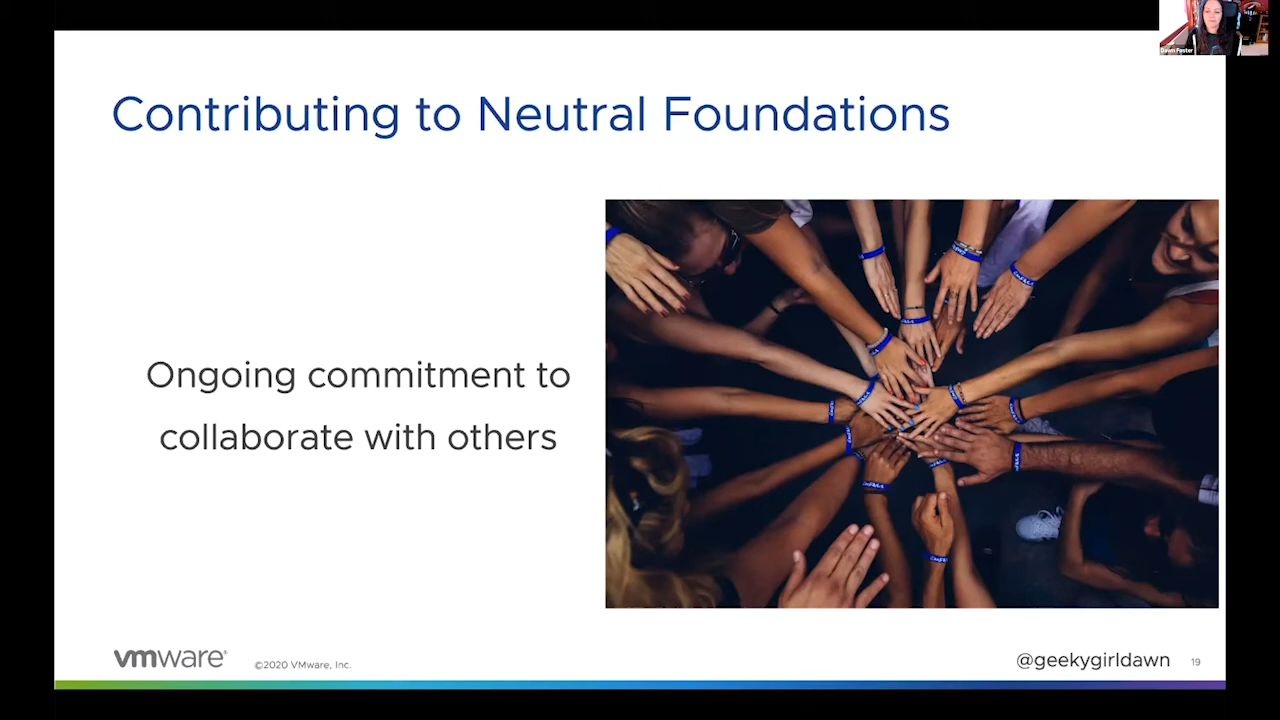 Dawn Foster
Contributing to Neutral Foundations
Ongoing commitment to
collaborate with others
vmware®
©2020 VMware, Inc.
@geekygirldawn
19